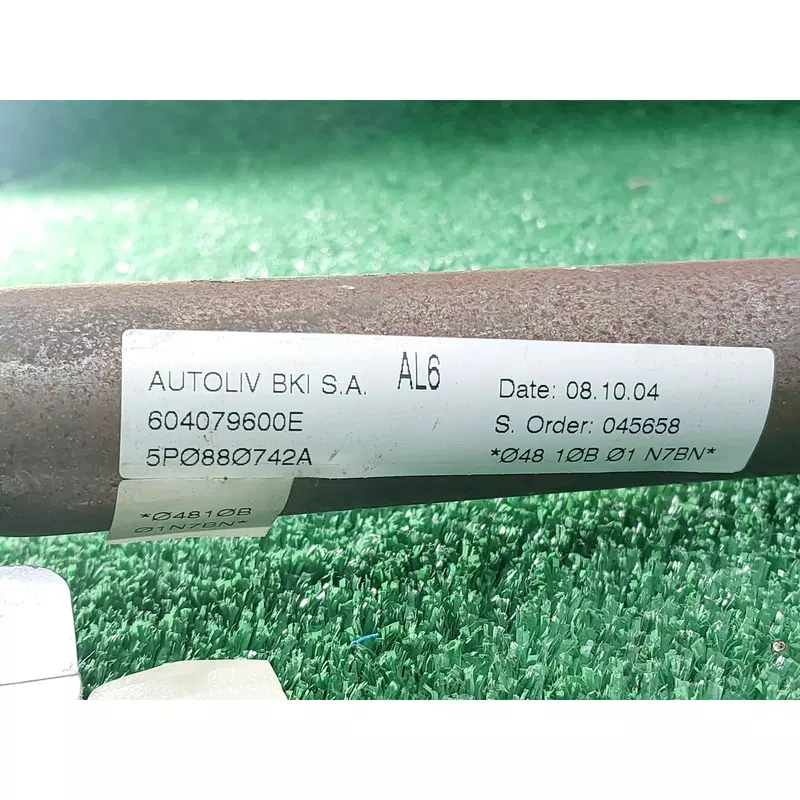 AUTOLIV BKI S.A.
AL6
604079600E
5PØ88Ø742A
Date: 08.10.04
S. Order: 045658
*Ø48 1ØB Ø1 N7BN*
*Ø481ØB
Ø1N7BN*